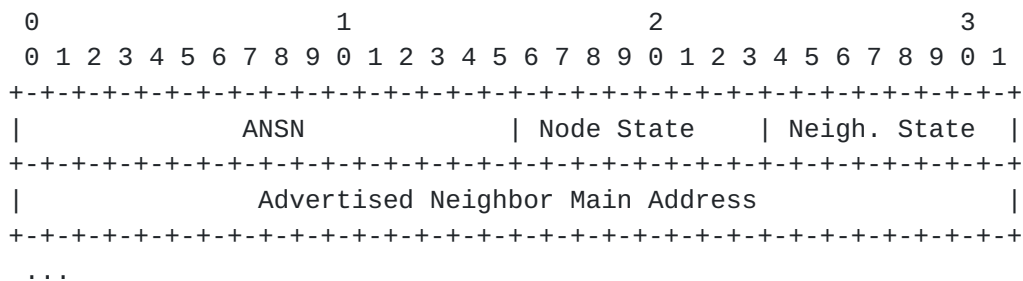 0                   1                   2                   3
 0 1 2 3 4 5 6 7 8 9 0 1 2 3 4 5 6 7 8 9 0 1 2 3 4 5 6 7 8 9 0 1
+-+-+-+-+-+-+-+-+-+-+-+-+-+-+-+-+-+-+-+-+-+-+-+-+-+-+-+-+-+-+-+-+
|              ANSN             | Node State    | Neigh. State  |
+-+-+-+-+-+-+-+-+-+-+-+-+-+-+-+-+-+-+-+-+-+-+-+-+-+-+-+-+-+-+-+-+
|               Advertised Neighbor Main Address                |
+-+-+-+-+-+-+-+-+-+-+-+-+-+-+-+-+-+-+-+-+-+-+-+-+-+-+-+-+-+-+-+-+
 ...